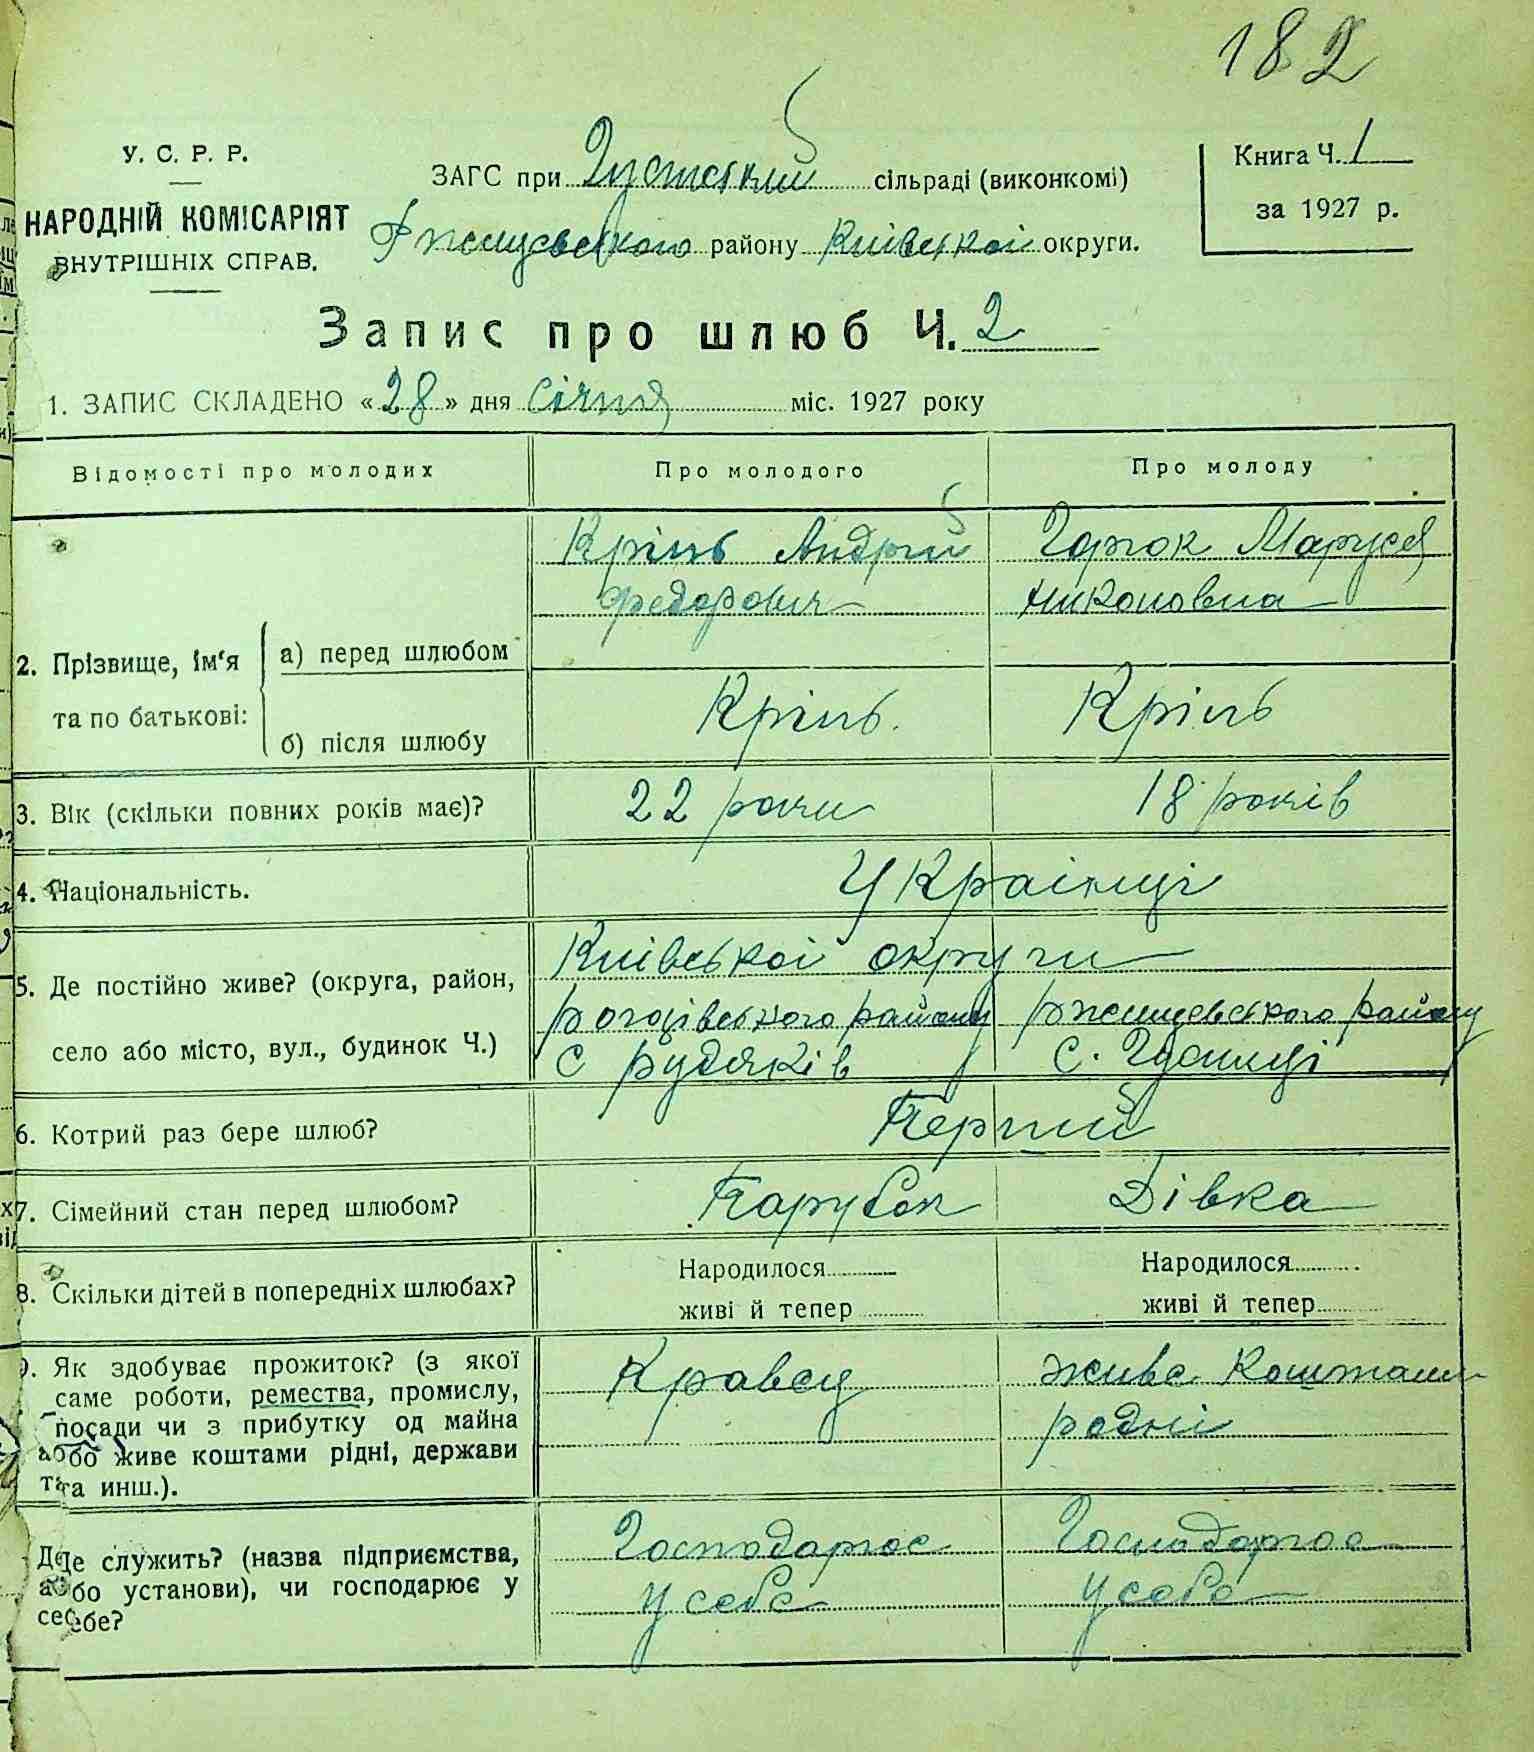 182
У. С. Р. Р.
НАРОДНІЙ КОМІСАРІЯТ
ВНУТРІШНІХ СПРАВ.
ЗАГС при сільраді (виконкомі)
району Київської округи.
Книга Ч. 1
за 1927 р.
Запис про шлюб Ч. 2
1. ЗАПИС СКЛАДЕНО «28» дня січня міс. 1927 року
Відомості про молодих
Про молодого
Про молоду
2. Прізвище, ім'я та по батькові:
а) перед шлюбом
Кріпь Андрій
Федорович
Маруся
Никоновна
б) після шлюбу
Кріпь.
Кріпь
3. Вік (скільки повних років має)?
22 роки
18 років
4. Національність.
Українці
5. Де постійно живе? (округа, район,
село або місто, вул., будинок Ч.)
Київської округи
рогозівського району
с рудяків
ржищевського району
с.
6. Котрий раз бере шлюб?
Перший
7. Сімейний стан перед шлюбом?
Парубок
Дівка
8. Скільки дітей в попередніх шлюбах?
Народилося
живі й тепер
Народилося
живі й тепер
9. Як здобуває прожиток? (з якої
саме роботи, ремества, промислу,
посади чи з прибутку од майна
або живе коштами рідні, держави
та инш.).
Кравец
живе коштами
рідні
Де служить? (назва підприємства,
або установи), чи господарює у
себе?
Господарює
у себе
Господарює
у себе